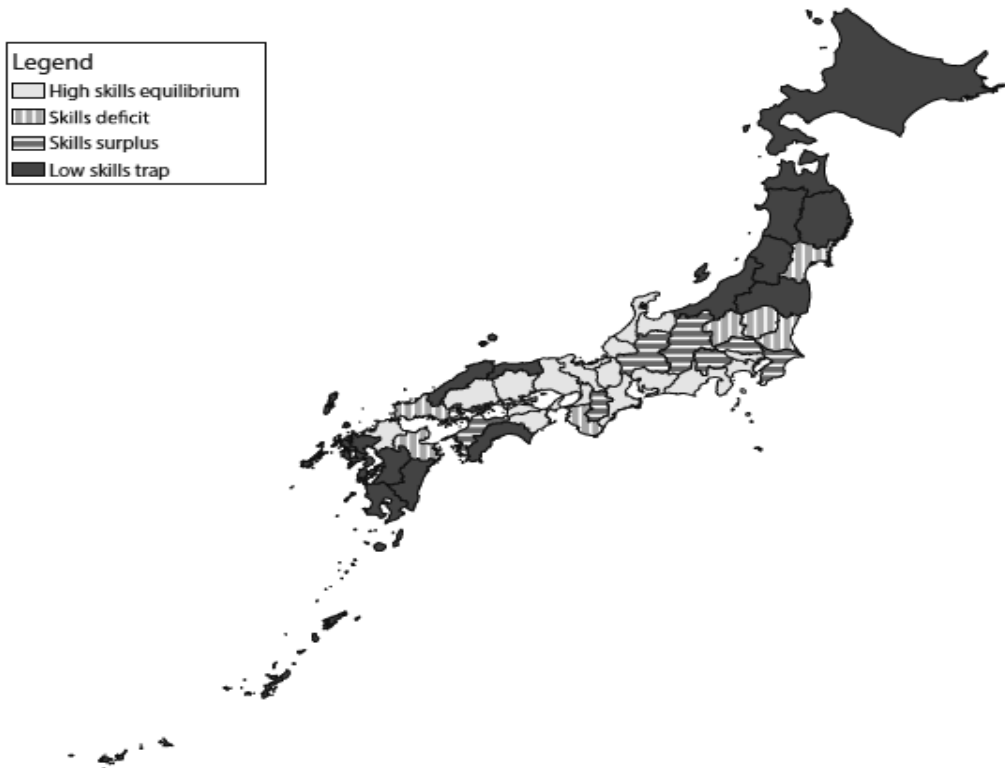 Legend
High skills equilibrium
Skills deficit
Skills surplus
Low skills trap